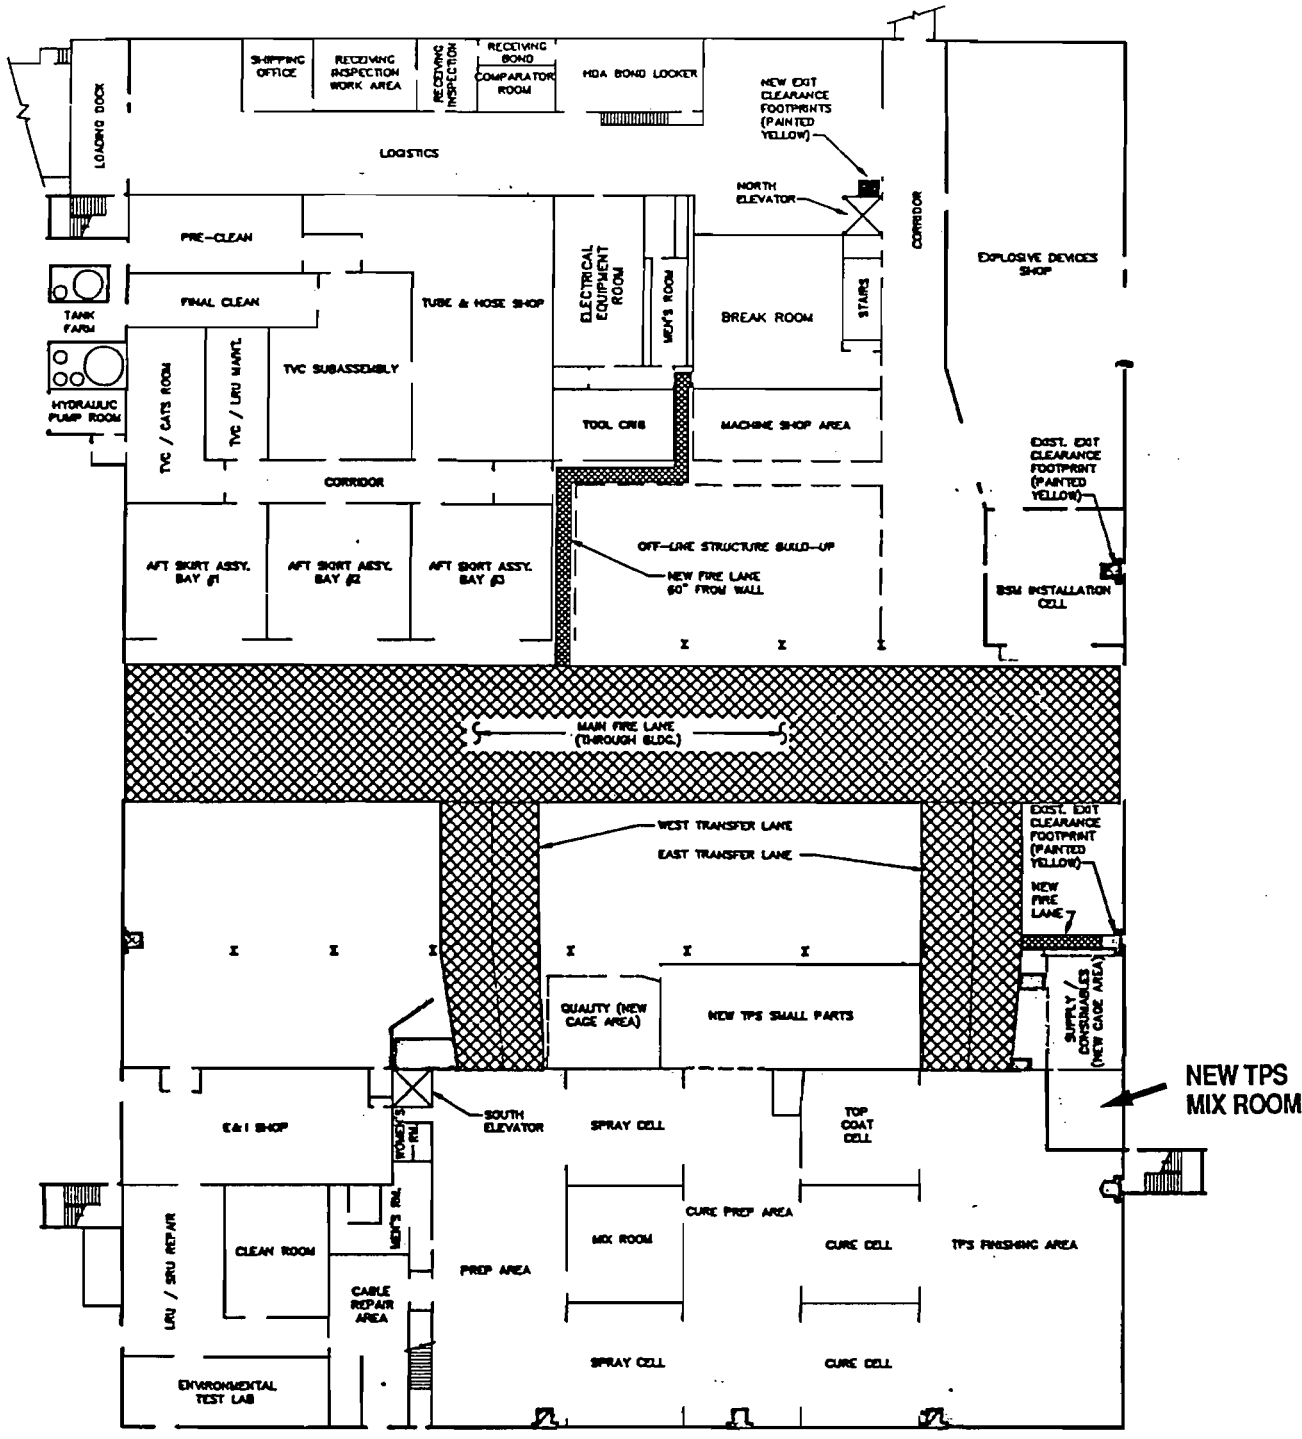 SHIPPING
OFFICE
RECEIVING
INSPECTION
WORK AREA
RECEIVING
INSPECTION
RECEIVING
BOND
COMPARATOR
ROOM
HDA BOND LOCKER
LOADING DOCK
LOGISTICS
NEW EXIT
CLEARANCE
FOOTPRINTS
(PAINTED
YELLOW)
NORTH
ELEVATOR
CORRIDOR
EXPLOSIVE DEVICES
SHOP
PRE-CLEAN
FINAL CLEAN
TANK
FARM
HYDRAULIC
PUMP ROOM
TVC / CATS ROOM
TVC / LRU MAINT.
TVC SUBASSEMBLY
TUBE & HOSE SHOP
ELECTRICAL
EQUIPMENT
ROOM
MEN'S ROOM
BREAK ROOM
STAIRS
TOOL CRIB
MACHINE SHOP AREA
EXIST. EXIT
CLEARANCE
FOOTPRINT
(PAINTED
YELLOW)
CORRIDOR
AFT SKIRT ASSY.
BAY #1
AFT SKIRT ASSY.
BAY #2
AFT SKIRT ASSY.
BAY #3
OFF-LINE STRUCTURE BUILD-UP
NEW FIRE LANE
60" FROM WALL
BSM INSTALLATION
CELL
MAIN FIRE LANE
(THROUGH BLDG.)
WEST TRANSFER LANE
EAST TRANSFER LANE
EXIST. EXIT
CLEARANCE
FOOTPRINT
(PAINTED
YELLOW)
NEW
FIRE
LANE
QUALITY (NEW
CAGE AREA)
NEW TPS SMALL PARTS
SUPPLY /
CONSUMABLES
(NEW CAGE AREA)
NEW TPS
MIX ROOM
E & I SHOP
WOMEN'S
RM.
SOUTH
ELEVATOR
SPRAY CELL
TOP
COAT
CELL
LRU / SRU REPAIR
CLEAN ROOM
MEN'S RM.
CABLE
REPAIR
AREA
PREP AREA
MIX ROOM
CURE PREP AREA
CURE CELL
TPS FINISHING AREA
ENVIRONMENTAL
TEST LAB
SPRAY CELL
CURE CELL